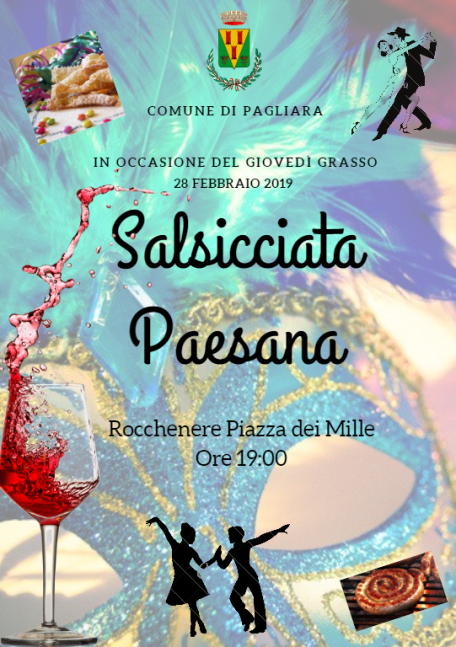 COMUNE DI PAGLIARA
IN OCCASIONE DEL GIOVEDÌ GRASSO
28 FEBBRAIO 2019
Salsicciata
Paesana
Rocchenere Piazza dei Mille
Ore 19:00